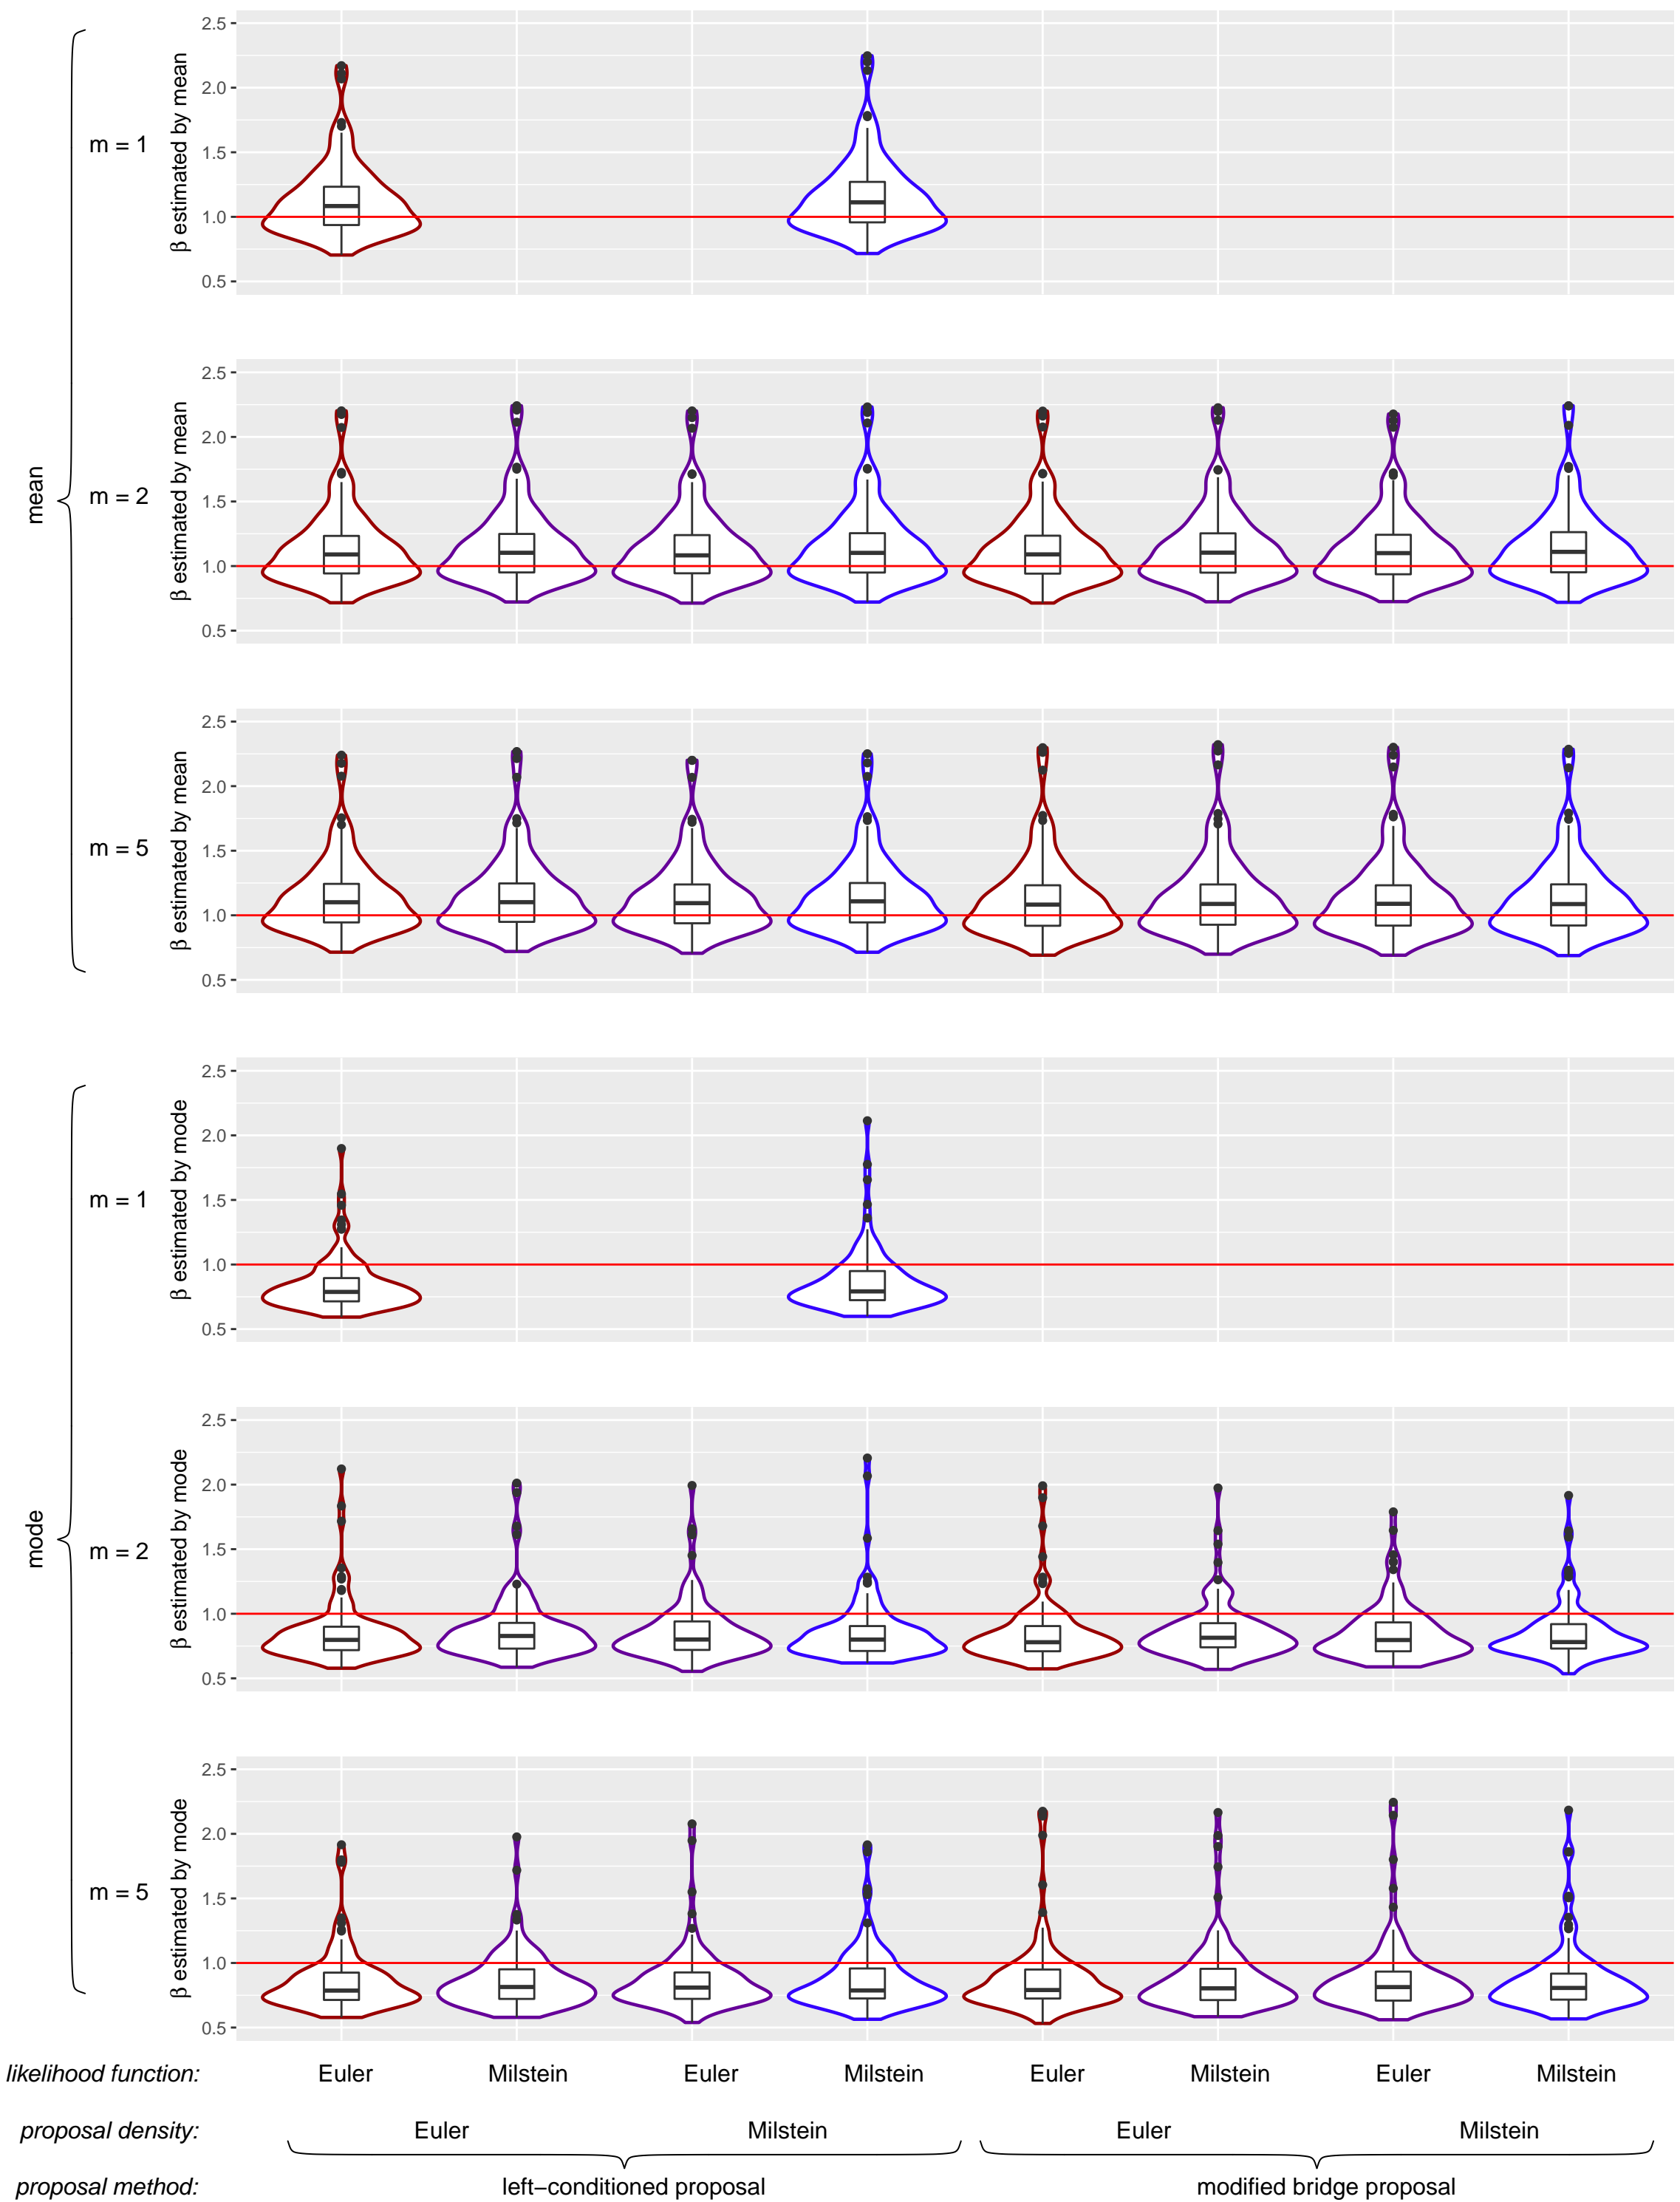 mean
m = 1
β estimated by mean
2.5
2.0
1.5
1.0
0.5
m = 2
β estimated by mean
2.5
2.0
1.5
1.0
0.5
m = 5
β estimated by mean
2.5
2.0
1.5
1.0
0.5
mode
m = 1
β estimated by mode
2.5
2.0
1.5
1.0
0.5
m = 2
β estimated by mode
2.5
2.0
1.5
1.0
0.5
m = 5
β estimated by mode
2.5
2.0
1.5
1.0
0.5
likelihood function: Euler Milstein Euler Milstein Euler Milstein Euler Milstein
proposal density: Euler Milstein Euler Milstein
proposal method: left−conditioned proposal modified bridge proposal